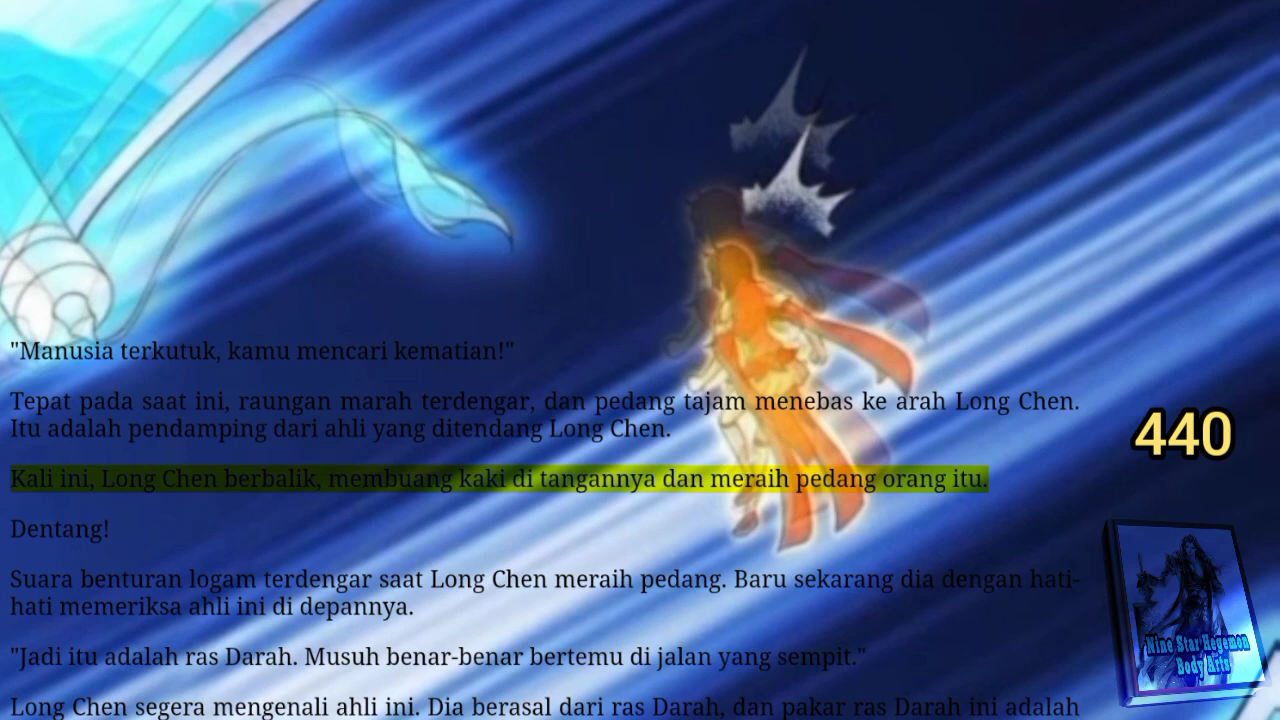 "Manusia terkutuk, kamu mencari kematian!"
Tepat pada saat ini, raungan marah terdengar, dan pedang tajam menebas ke arah Long Chen.
Itu adalah pendamping dari ahli yang ditendang Long Chen.
Kali ini, Long Chen berbalik, membuang kaki di tangannya dan meraih pedang orang itu.
Dentang!
Suara benturan logam terdengar saat Long Chen meraih pedang. Baru sekarang dia dengan hati-
hati memeriksa ahli ini di depannya.
"Jadi itu adalah ras Darah. Musuh benar-benar bertemu di jalan yang sempit."
Long Chen segera mengenali ahli ini. Dia berasal dari ras Darah, dan pakar ras Darah ini adalah
440
Nine Star Hegemon
Body Arts